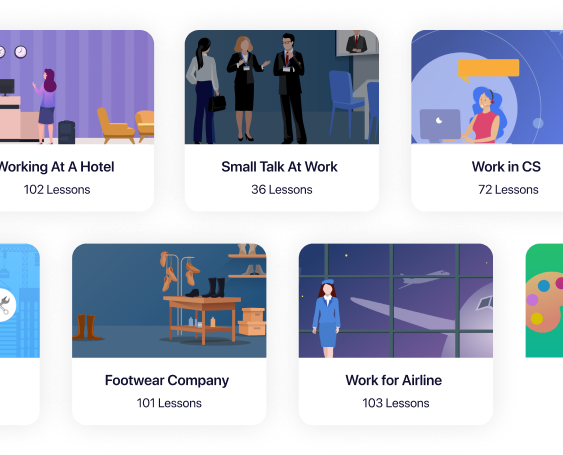 Working At A Hotel
102 Lessons
Small Talk At Work
36 Lessons
Work in CS
72 Lessons
Footwear Company
101 Lessons
Work for Airline
103 Lessons